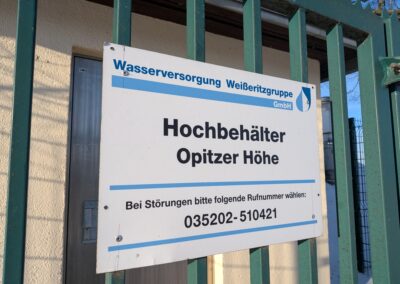 Wasserversorgung Weißeritzgruppe
GmbH
Hochbehälter
Opitzer Höhe
Bei Störungen bitte folgende Rufnummer wählen:
035202-510421